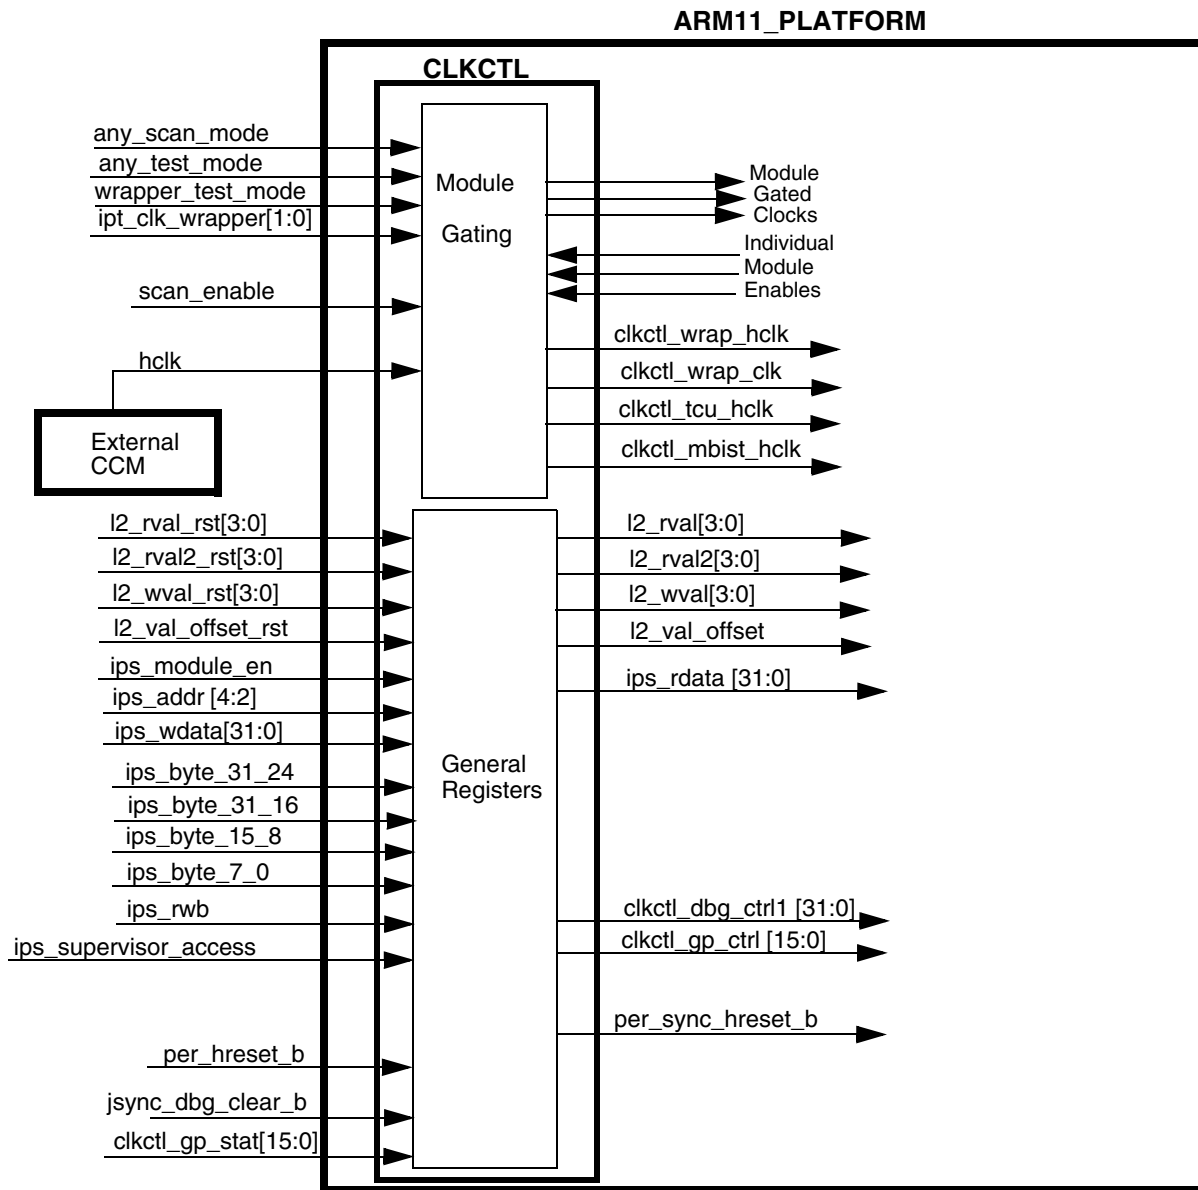 ARM11_PLATFORM
CLKCTL
any_scan_mode
any_test_mode
wrapper_test_mode
ipt_clk_wrapper[1:0]
scan_enable
hclk
External
CCM
Module
Gating
Module
Gated
Clocks
Individual
Module
Enables
clkctl_wrap_hclk
clkctl_wrap_clk
clkctl_tcu_hclk
clkctl_mbist_hclk
l2_rval_rst[3:0]
l2_rval2_rst[3:0]
l2_wval_rst[3:0]
l2_val_offset_rst
ips_module_en
ips_addr [4:2]
ips_wdata[31:0]
ips_byte_31_24
ips_byte_31_16
ips_byte_15_8
ips_byte_7_0
ips_rwb
ips_supervisor_access
per_hreset_b
jsync_dbg_clear_b
clkctl_gp_stat[15:0]
General
Registers
l2_rval[3:0]
l2_rval2[3:0]
l2_wval[3:0]
l2_val_offset
ips_rdata [31:0]
clkctl_dbg_ctrl1 [31:0]
clkctl_gp_ctrl [15:0]
per_sync_hreset_b